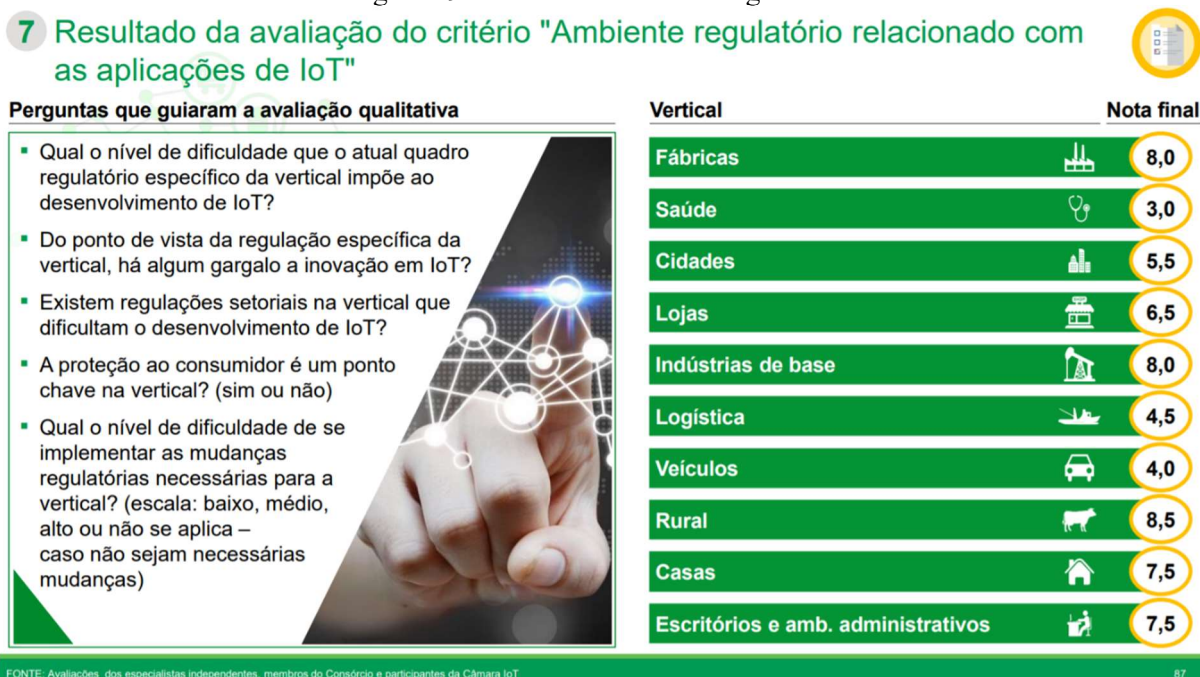 7 Resultado da avaliação do critério "Ambiente regulatório relacionado com
as aplicações de IoT"
Perguntas que guiaram a avaliação qualitativa
▪ Qual o nível de dificuldade que o atual quadro
regulatório específico da vertical impõe ao
desenvolvimento de IoT?
▪ Do ponto de vista da regulação específica da
vertical, há algum gargalo a inovação em IoT?
▪ Existem regulações setoriais na vertical que
dificultam o desenvolvimento de IoT?
▪ A proteção ao consumidor é um ponto
chave na vertical? (sim ou não)
▪ Qual o nível de dificuldade de se
implementar as mudanças
regulatórias necessárias para a
vertical? (escala: baixo, médio,
alto ou não se aplica –
caso não sejam necessárias
mudanças)
Vertical Nota final
Fábricas 8,0
Saúde 3,0
Cidades 5,5
Lojas 6,5
Indústrias de base 8,0
Logística 4,5
Veículos 4,0
Rural 8,5
Casas 7,5
Escritórios e amb. administrativos 7,5
FONTE: Avaliações dos especialistas independentes, membros do Consórcio e participantes da Câmara IoT
87